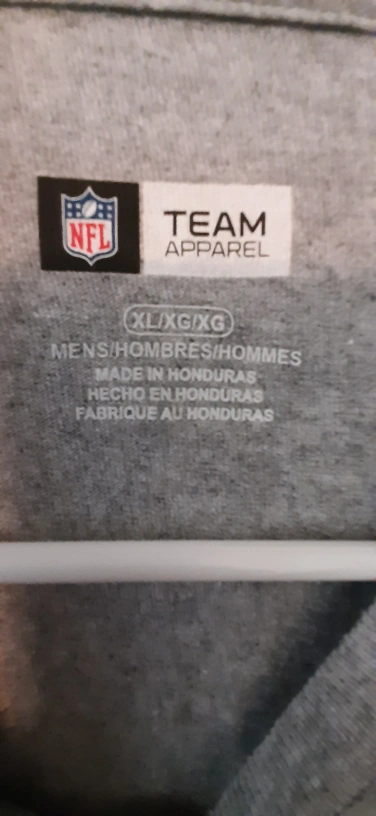 NFL
TEAM
APPAREL
XL/XG/XG
MENS/HOMBRES/HOMMES
MADE IN HONDURAS
HECHO EN HONDURAS
FABRIQUE AU HONDURAS